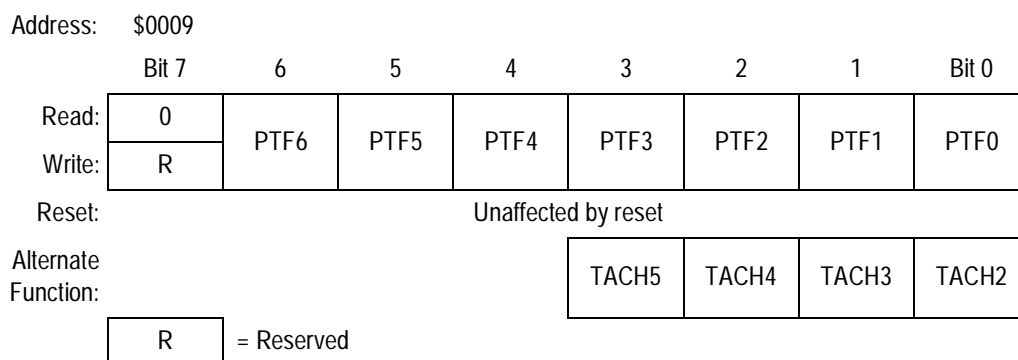 Address: $0009
Bit 7 6 5 4 3 2 1 Bit 0
Read: 0 PTF6 PTF5 PTF4 PTF3 PTF2 PTF1 PTF0
Write: R
Reset: Unaffected by reset
Alternate
Function: TACH5 TACH4 TACH3 TACH2
R = Reserved